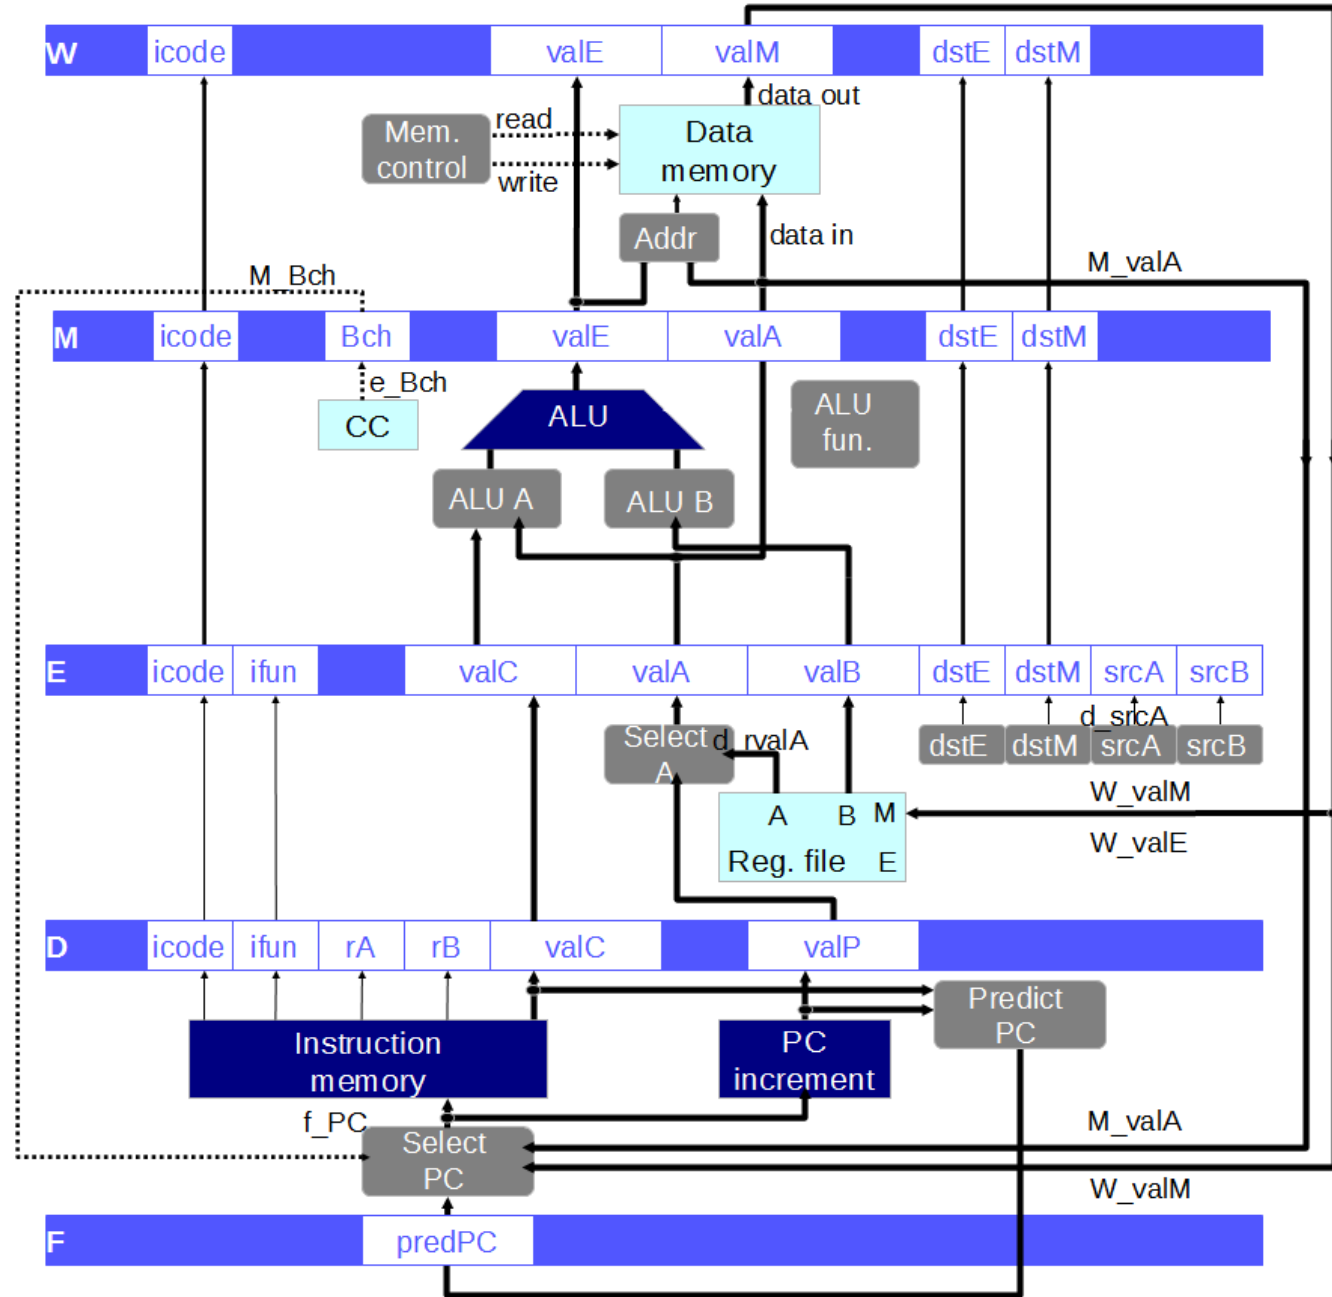 W icode valE valM dstE dstM
data out
read
Mem.
control
Data
memory
write
Addr
data in
M_Bch
M_valA
M icode Bch valE valA dstE dstM
e_Bch
CC
ALU
ALU
fun.
ALU A
ALU B
E icode ifun valC valA valB dstE dstM srcA srcB
d_srcA
Select
A
d_rvalA
dstE dstM srcA srcB
W_valM
A B M
W_valE
Reg. file E
D icode ifun rA rB valC valP
Predict
PC
Instruction
memory
PC
increment
f_PC
M_valA
Select
PC
W_valM
F predPC